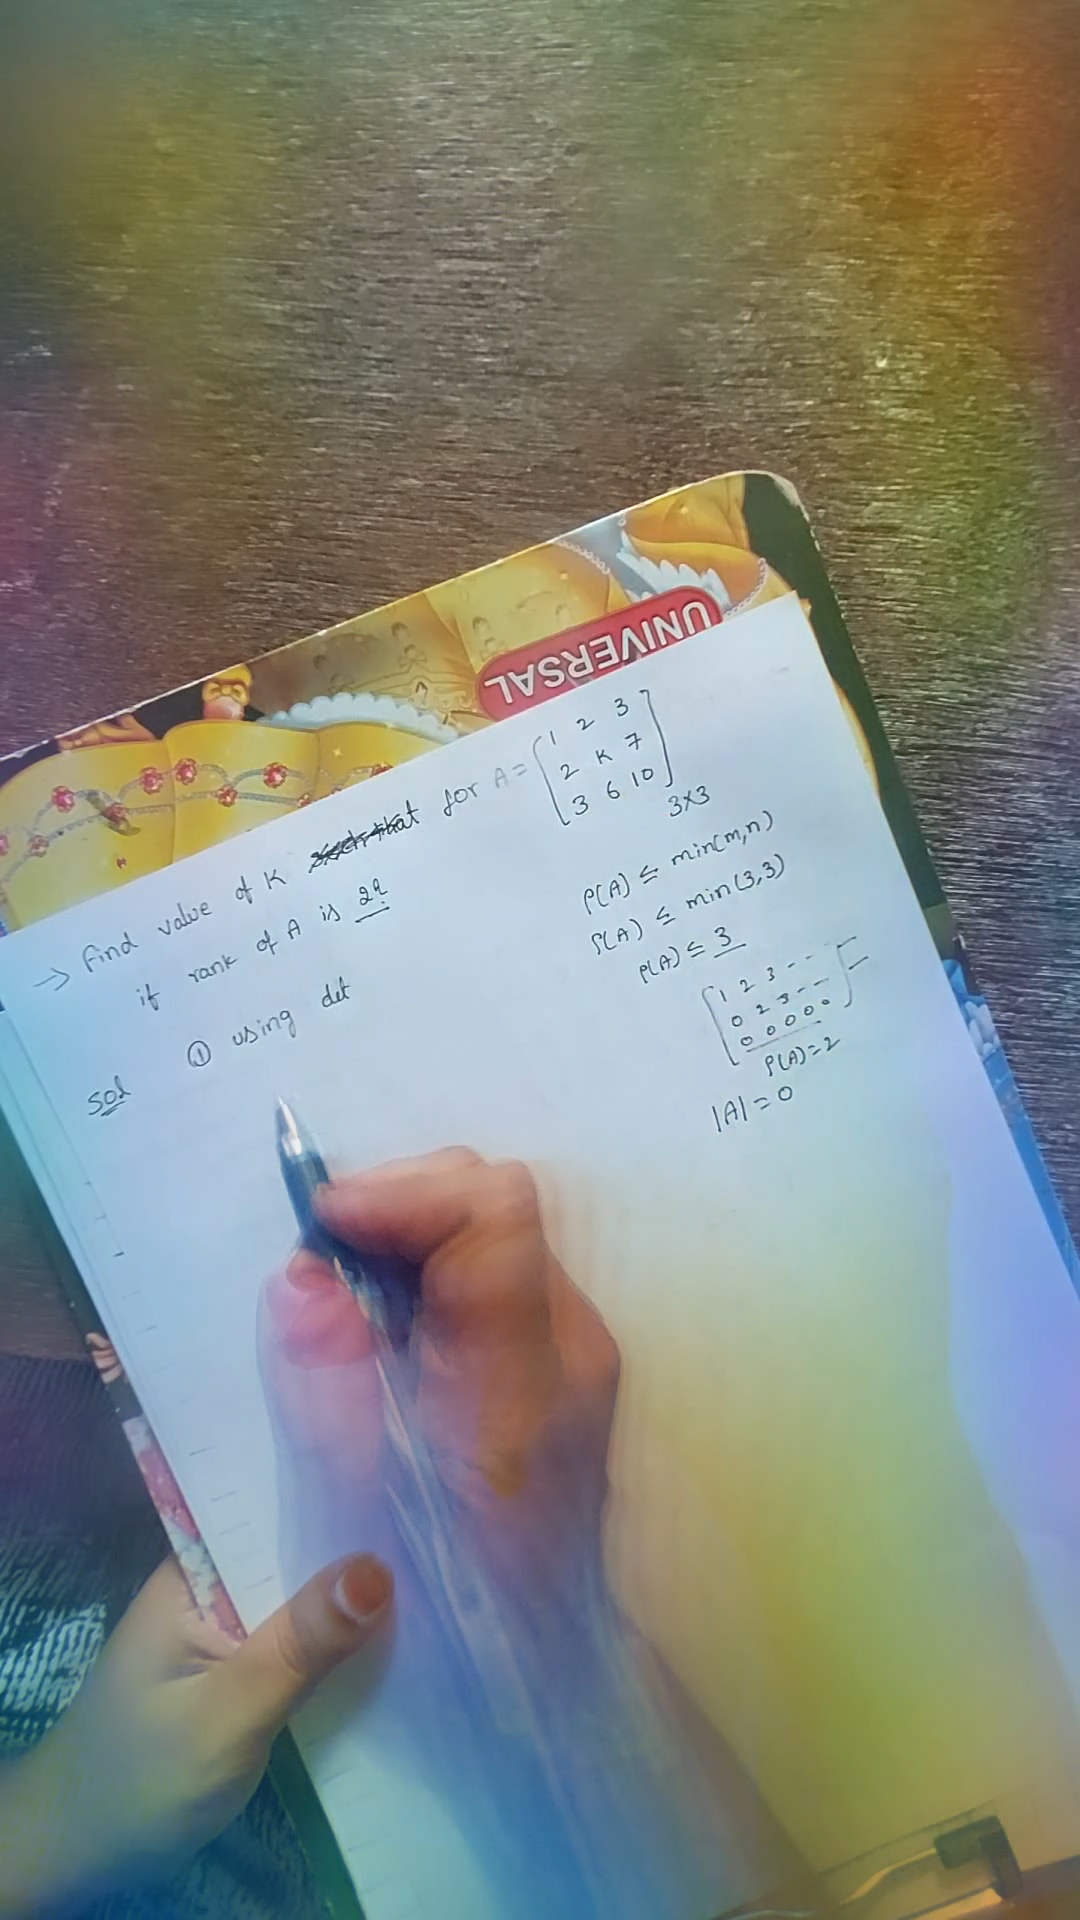 UNIVERSAL
→ Find value of K for A = [1 2 3
2 K 7
3 6 10] 3×3
if rank of A is 2?
Sol ① using det
ρ(A) ≤ min(m,n)
ρ(A) ≤ min(3,3)
ρ(A) ≤ 3
[1 2 3 - -
0 2 3 - -
0 0 0 0 0]
ρ(A)=2
|A| = 0